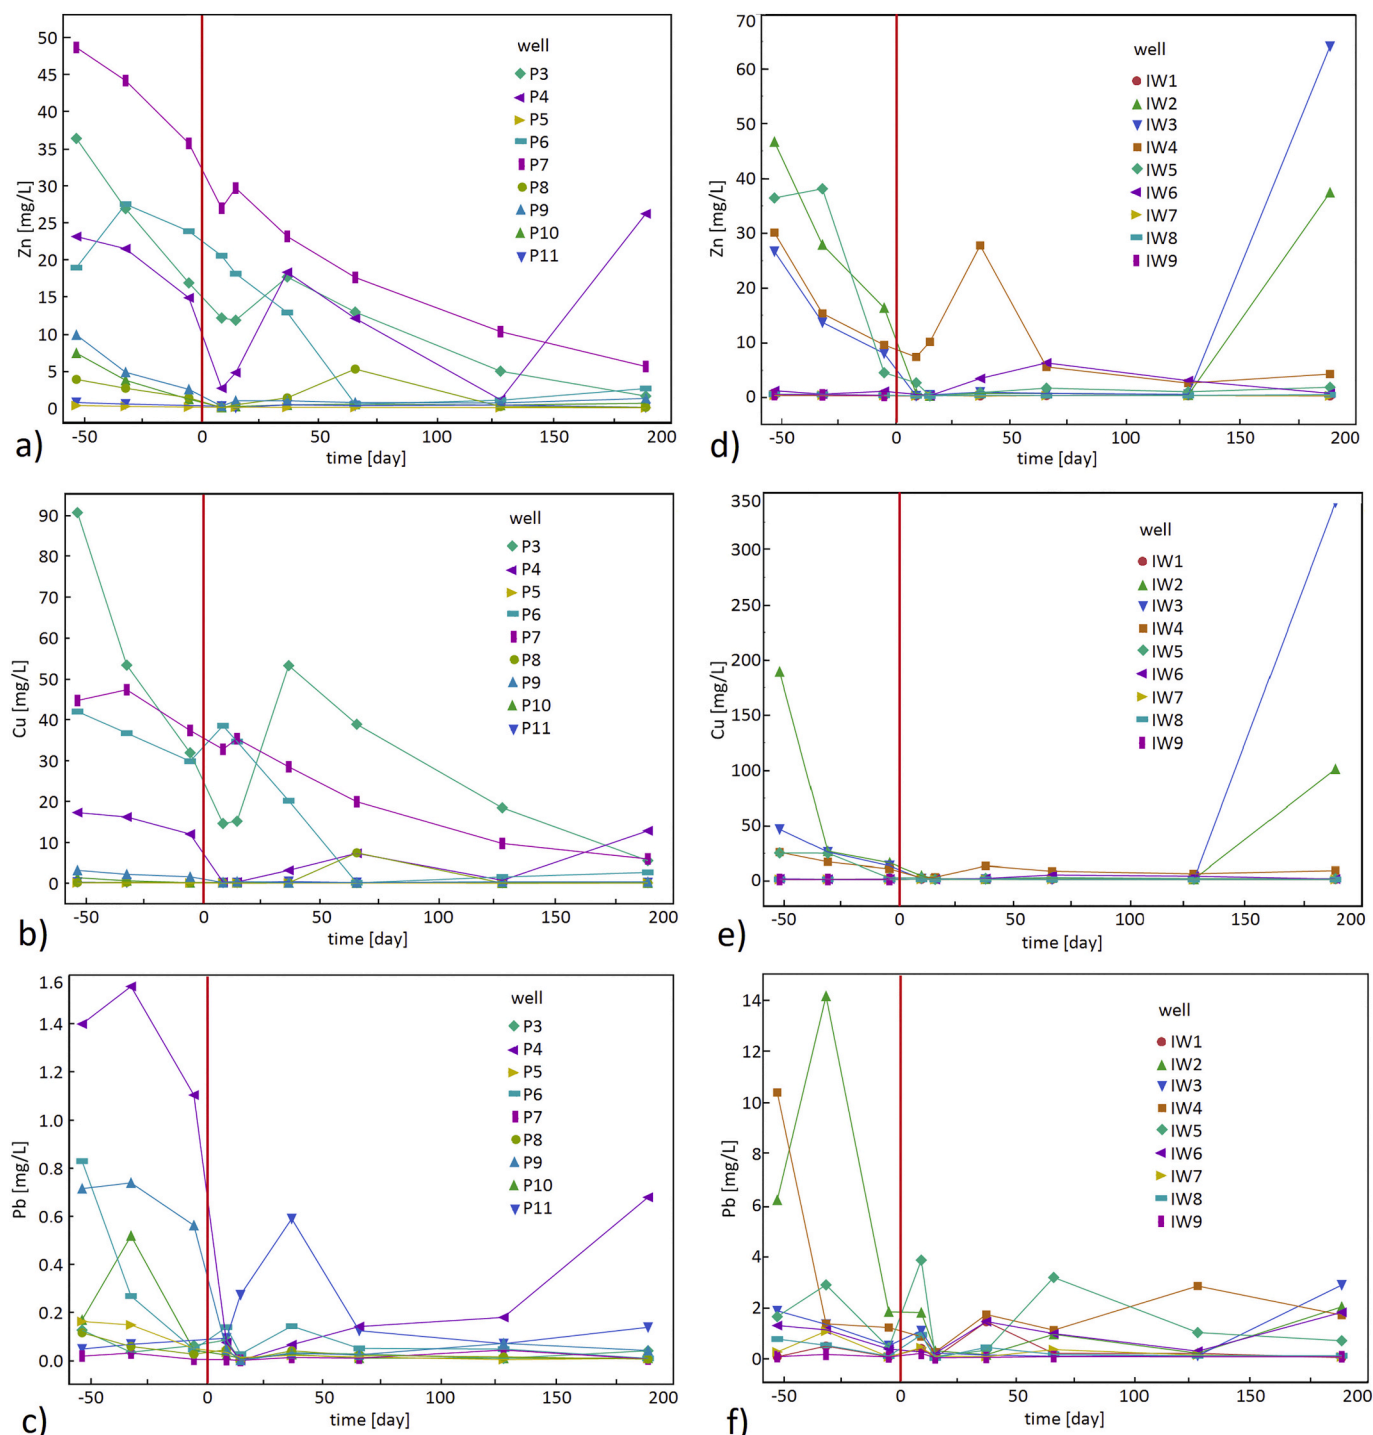 50
45
40
35
30
25
20
15
10
5
0
Zn [mg/L]
well
P3
P4
P5
P6
P7
P8
P9
P10
P11
-50
0
50
100
150
200
time [day]
a)
70
60
50
40
30
20
10
0
Zn [mg/L]
well
IW1
IW2
IW3
IW4
IW5
IW6
IW7
IW8
IW9
-50
0
50
100
150
200
time [day]
d)
90
80
70
60
50
40
30
20
10
0
Cu [mg/L]
well
P3
P4
P5
P6
P7
P8
P9
P10
P11
-50
0
50
100
150
200
time [day]
b)
350
300
250
200
150
100
50
0
Cu [mg/L]
well
IW1
IW2
IW3
IW4
IW5
IW6
IW7
IW8
IW9
-50
0
50
100
150
200
time [day]
e)
1.6
1.4
1.2
1.0
0.8
0.6
0.4
0.2
0.0
Pb [mg/L]
well
P3
P4
P5
P6
P7
P8
P9
P10
P11
-50
0
50
100
150
200
time [day]
c)
14
12
10
8
6
4
2
0
Pb [mg/L]
well
IW1
IW2
IW3
IW4
IW5
IW6
IW7
IW8
IW9
-50
0
50
100
150
200
time [day]
f)